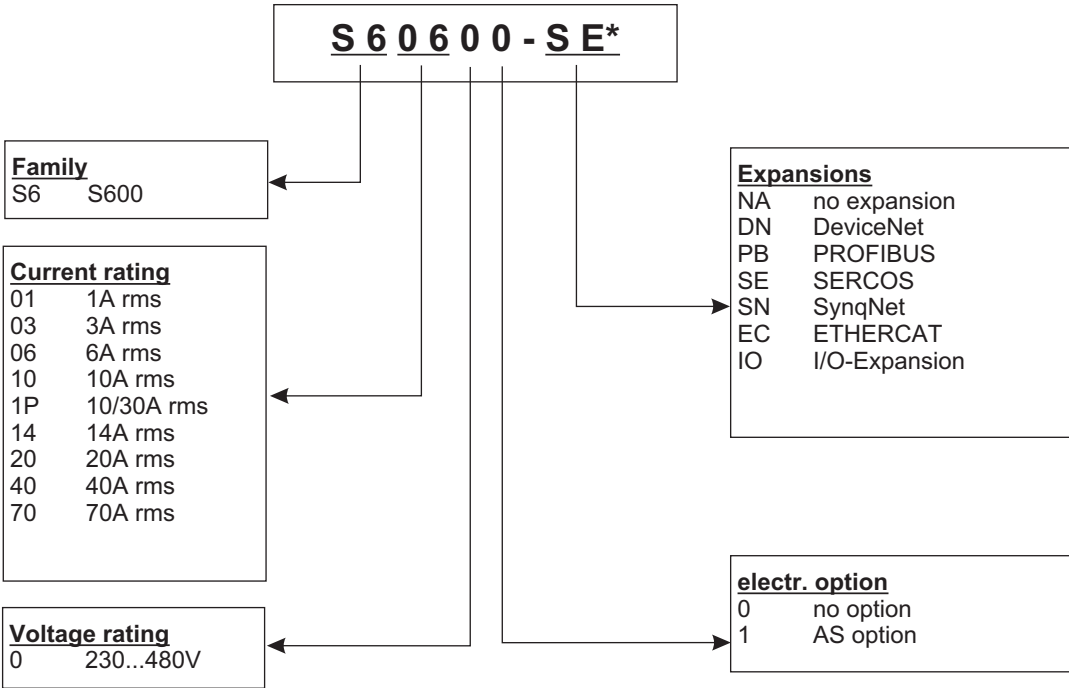 S 6 0 6 0 0 - S E*
Family
S6 S600
Current rating
01 1A rms
03 3A rms
06 6A rms
10 10A rms
1P 10/30A rms
14 14A rms
20 20A rms
40 40A rms
70 70A rms
Voltage rating
0 230...480V
Expansions
NA no expansion
DN DeviceNet
PB PROFIBUS
SE SERCOS
SN SynqNet
EC ETHERCAT
IO I/O-Expansion
electr. option
0 no option
1 AS option